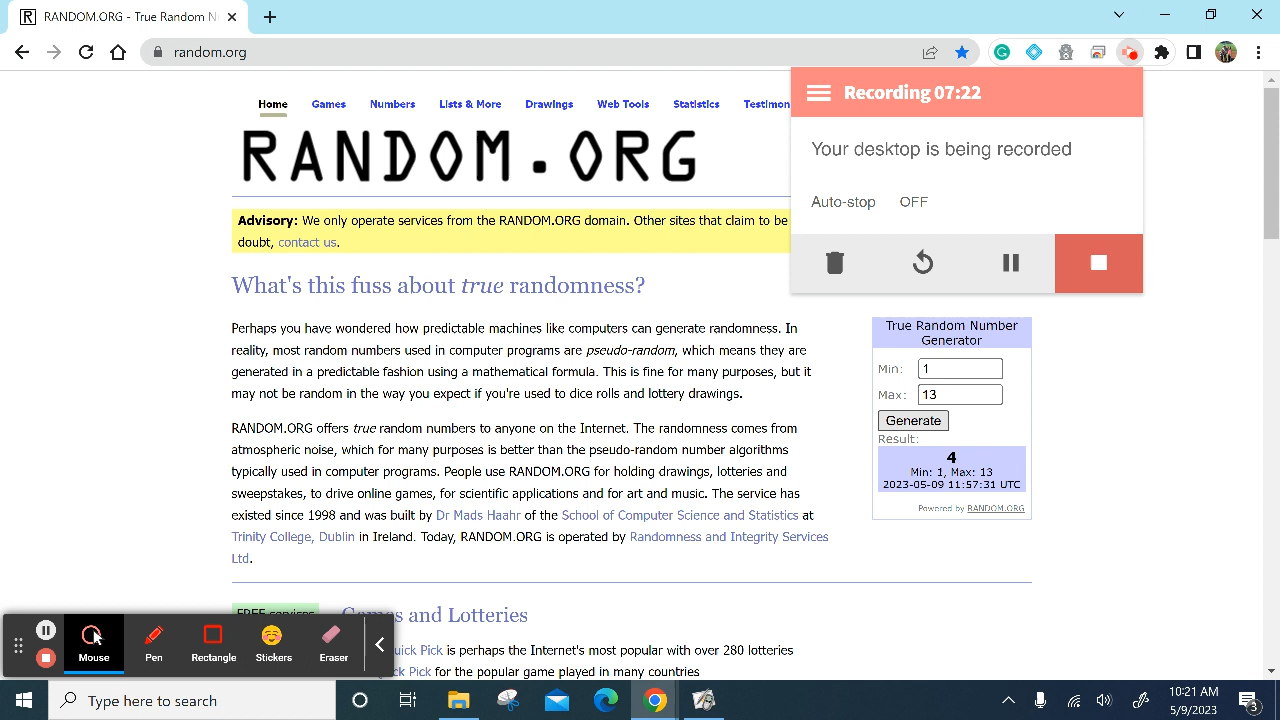 RANDOM.ORG - True Random N
random.org
Recording 07:22
Your desktop is being recorded
Auto-stop OFF
Home Games Numbers Lists & More Drawings Web Tools Statistics Testimon
RANDOM.ORG
Advisory: We only operate services from the RANDOM.ORG domain. Other sites that claim to be
doubt, contact us.
What's this fuss about true randomness?
Perhaps you have wondered how predictable machines like computers can generate randomness. In
reality, most random numbers used in computer programs are pseudo-random, which means they are
generated in a predictable fashion using a mathematical formula. This is fine for many purposes, but it
may not be random in the way you expect if you're used to dice rolls and lottery drawings.
RANDOM.ORG offers true random numbers to anyone on the Internet. The randomness comes from
atmospheric noise, which for many purposes is better than the pseudo-random number algorithms
typically used in computer programs. People use RANDOM.ORG for holding drawings, lotteries and
sweepstakes, to drive online games, for scientific applications and for art and music. The service has
existed since 1998 and was built by Dr Mads Haahr of the School of Computer Science and Statistics at
Trinity College, Dublin in Ireland. Today, RANDOM.ORG is operated by Randomness and Integrity Services
Ltd.
True Random Number
Generator
Min: 1
Max: 13
Generate
Result:
4
Min: 1, Max: 13
2023-05-09 11:57:31 UTC
Powered by RANDOM.ORG
FREE services
Games and Lotteries
uick Pick is perhaps the Internet's most popular with over 280 lotteries
ck Pick for the popular game played in many countries
Mouse Pen Rectangle Stickers Eraser
Type here to search
10:21 AM
5/9/2023
3